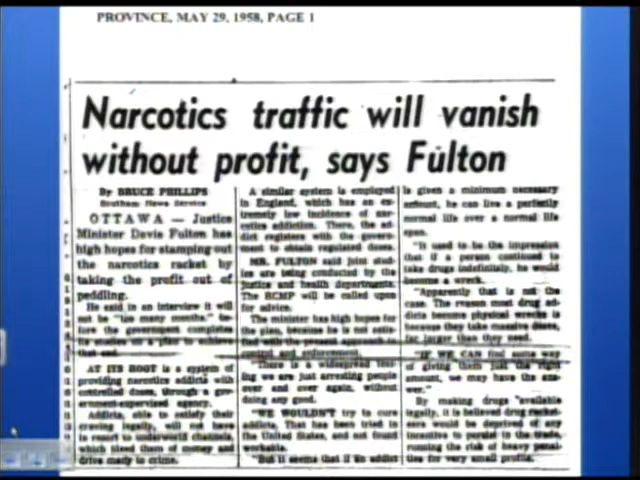 PROVINCE, MAY 29, 1958, PAGE 1
Narcotics traffic will vanish
without profit, says Fulton
By BRUCE PHILLIPS
Southam News Service
OTTAWA — Justice
Minister Davie Fulton has
high hopes for stamping out
the narcotics racket by
taking the profit out of
peddling.
He said in an interview it will
not be "too many months" be-
fore the government completes
its studies on a plan to achieve
that end.
AT ITS ROOT is a system of
providing narcotics addicts with
controlled doses, through a gov-
ernment-supervised agency.
Addicts, able to satisfy their
craving legally, will not have
to resort to underworld channels,
which bleed them of money and
drive many to crime.
A similar system is employed
in England, which has an ex-
tremely low incidence of nar-
cotics addiction. There, the ad-
dict registers with the govern-
ment to obtain regulated doses.
MR. FULTON said joint stud-
ies are being conducted by the
justice and health departments.
The RCMP will be called upon
for advice.
The minister has high hopes for
the plan, because he is not satis-
fied with the present approach to
control and enforcement.
"There is a widespread feel-
ing we are just arresting people
over and over again, without
doing any good.
"WE WOULDN'T try to cure
addicts. That has been tried in
the United States, and not found
workable.
"But it seems that if an addict
is given a minimum necessary
amount, he can live a perfectly
normal life over a normal life
span.
"It used to be the impression
that if a person continued to
take drugs indefinitely, he would
become a wreck.
"Apparently that is not the
case. The reason most drug ad-
dicts become physical wrecks is
because they take massive doses,
far larger than they need.
"IF WE CAN find some way
of giving them just the right
amount, we may have the ans-
wer."
By making drugs available
legally, it is believed drug racket-
eers would be deprived of any
incentive to persist in the trade,
running the risk of heavy penal-
ties for very small profits.